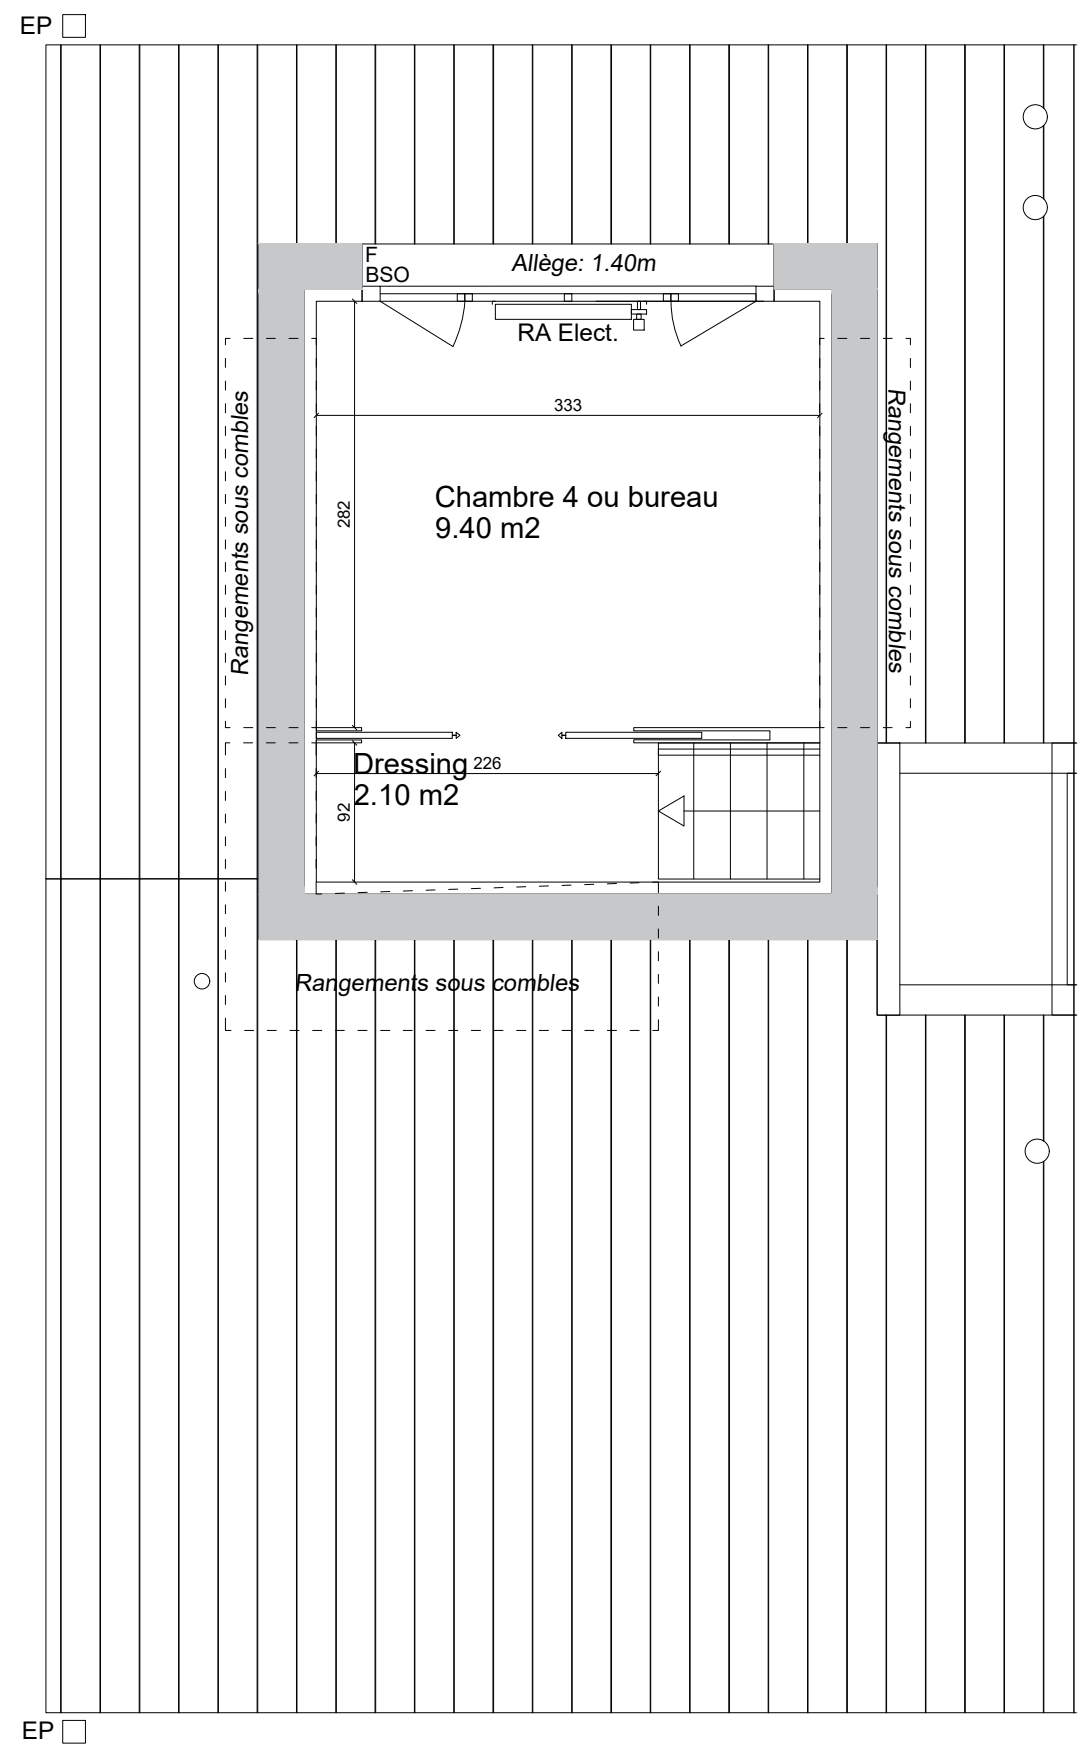 EP
F
BSO
Allège: 1.40m
RA Elect.
333
Rangements sous combles
282
Chambre 4 ou bureau
9.40 m2
Rangements sous combles
Dressing
226
2.10 m2
92
Rangements sous combles
EP